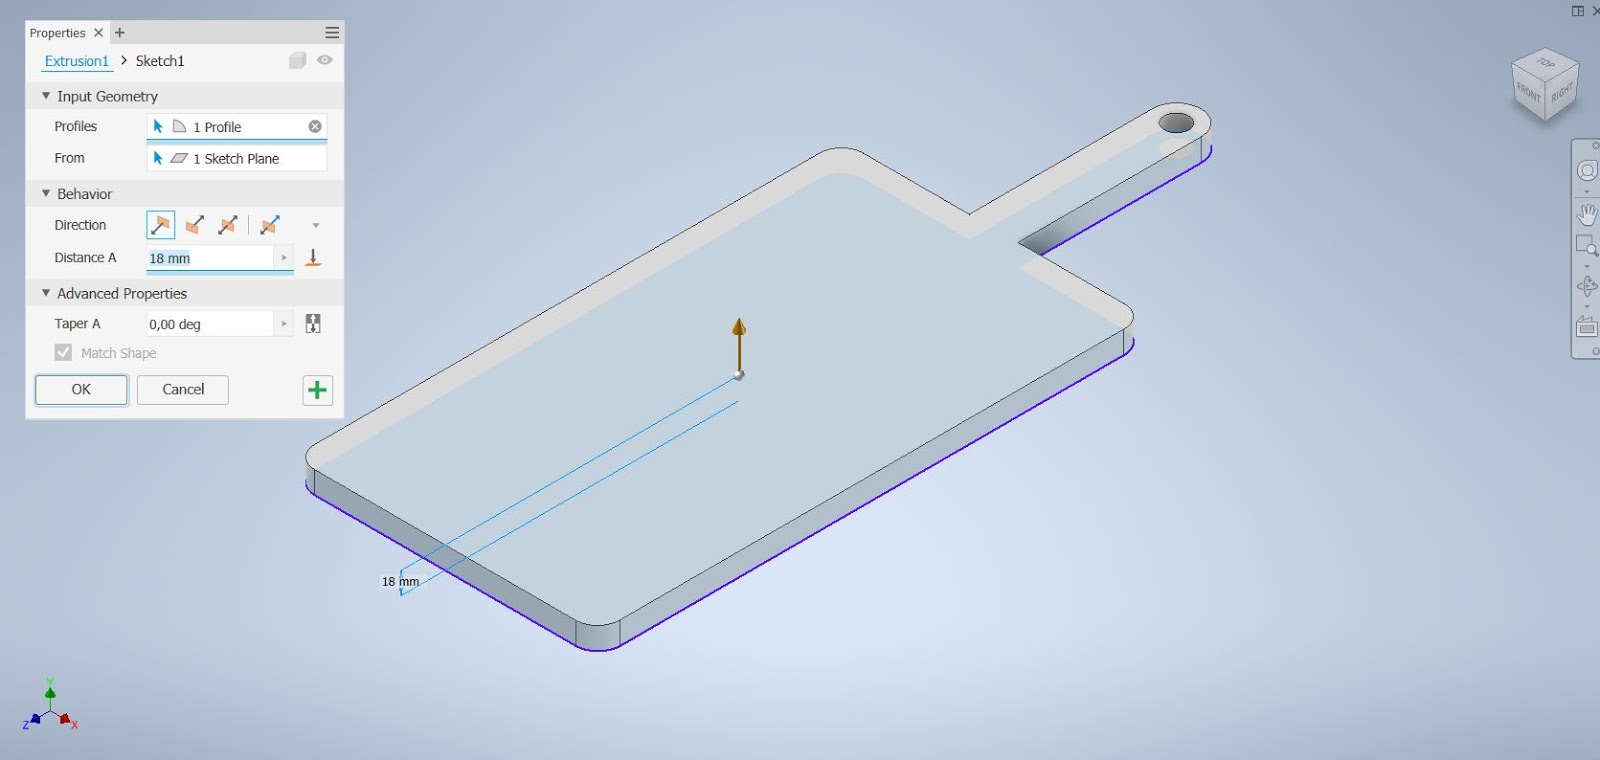 Properties
Extrusion1 > Sketch1
Input Geometry
Profiles 1 Profile
From 1 Sketch Plane
Behavior
Direction
Distance A 18 mm
Advanced Properties
Taper A 0,00 deg
Match Shape
OK Cancel
TOP
FRONT RIGHT
18 mm
Y
Z X